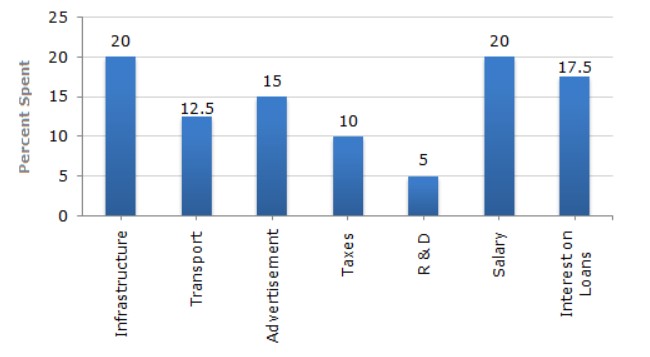 Percent Spent
25
20
15
10
5
0
20
12.5
15
10
5
20
17.5
Infrastructure
Transport
Advertisement
Taxes
R & D
Salary
Interest on
Loans